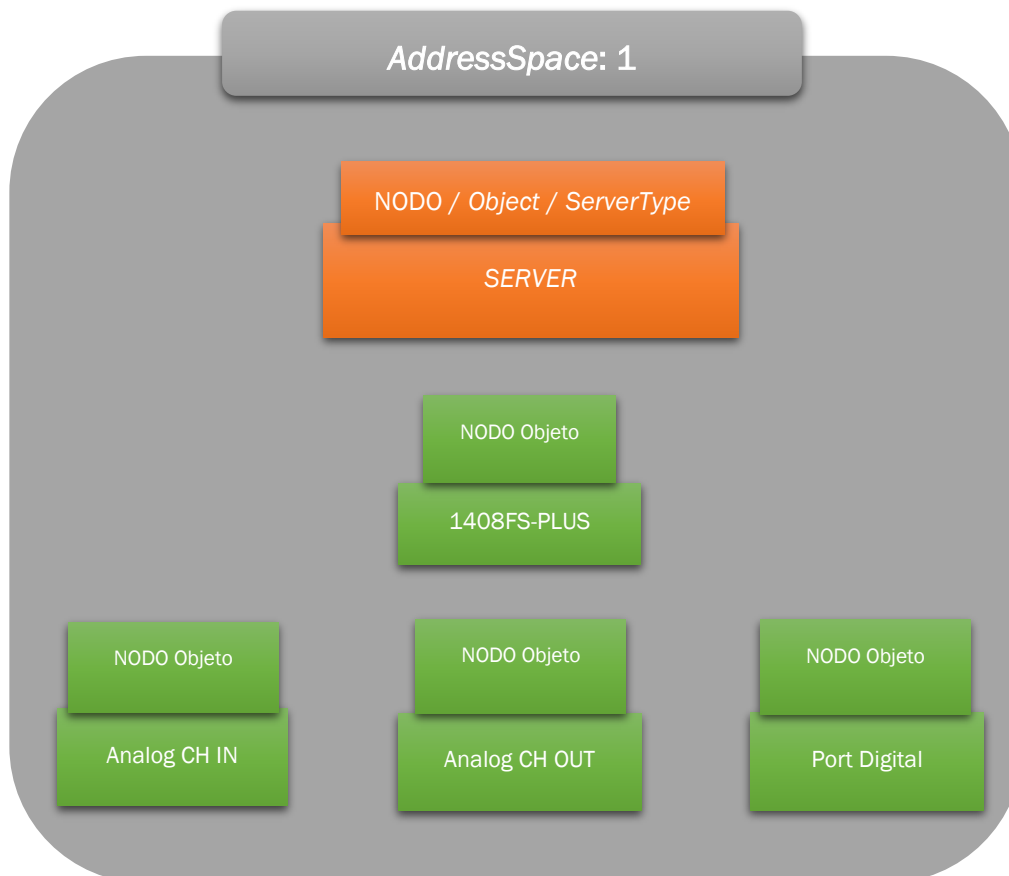 AddressSpace: 1
NODO / Object / ServerType
SERVER
NODO Objeto
1408FS-PLUS
NODO Objeto
Analog CH IN
NODO Objeto
Analog CH OUT
NODO Objeto
Port Digital